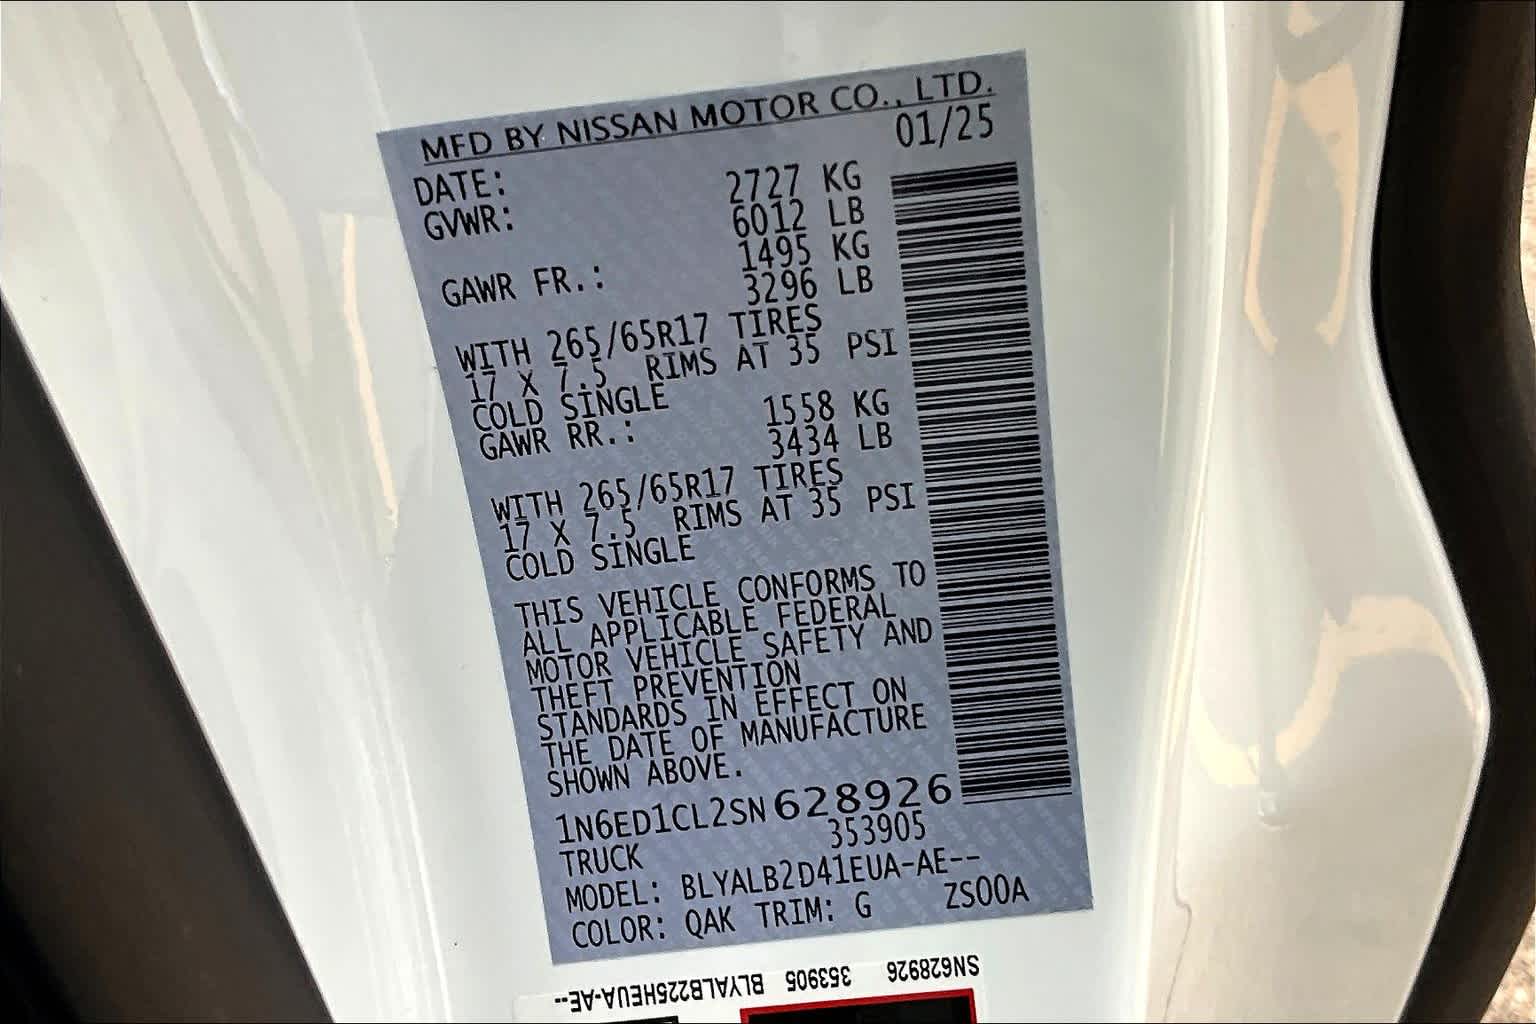 MFD BY NISSAN MOTOR CO., LTD.
DATE: 01/25
GVWR: 2727 KG
6012 LB
GAWR FR.: 1495 KG
3296 LB
WITH 265/65R17 TIRES
17 X 7.5 RIMS AT 35 PSI
COLD SINGLE
GAWR RR.: 1558 KG
3434 LB
WITH 265/65R17 TIRES
17 X 7.5 RIMS AT 35 PSI
COLD SINGLE
THIS VEHICLE CONFORMS TO
ALL APPLICABLE FEDERAL
MOTOR VEHICLE SAFETY AND
THEFT PREVENTION
STANDARDS IN EFFECT ON
THE DATE OF MANUFACTURE
SHOWN ABOVE.
1N6ED1CL2SN628926
353905
TRUCK
MODEL: BLYALB2D41EUA-AE--
COLOR: QAK TRIM: G ZS00A
SN628926 353905 BLYALB225HEUA-AE--